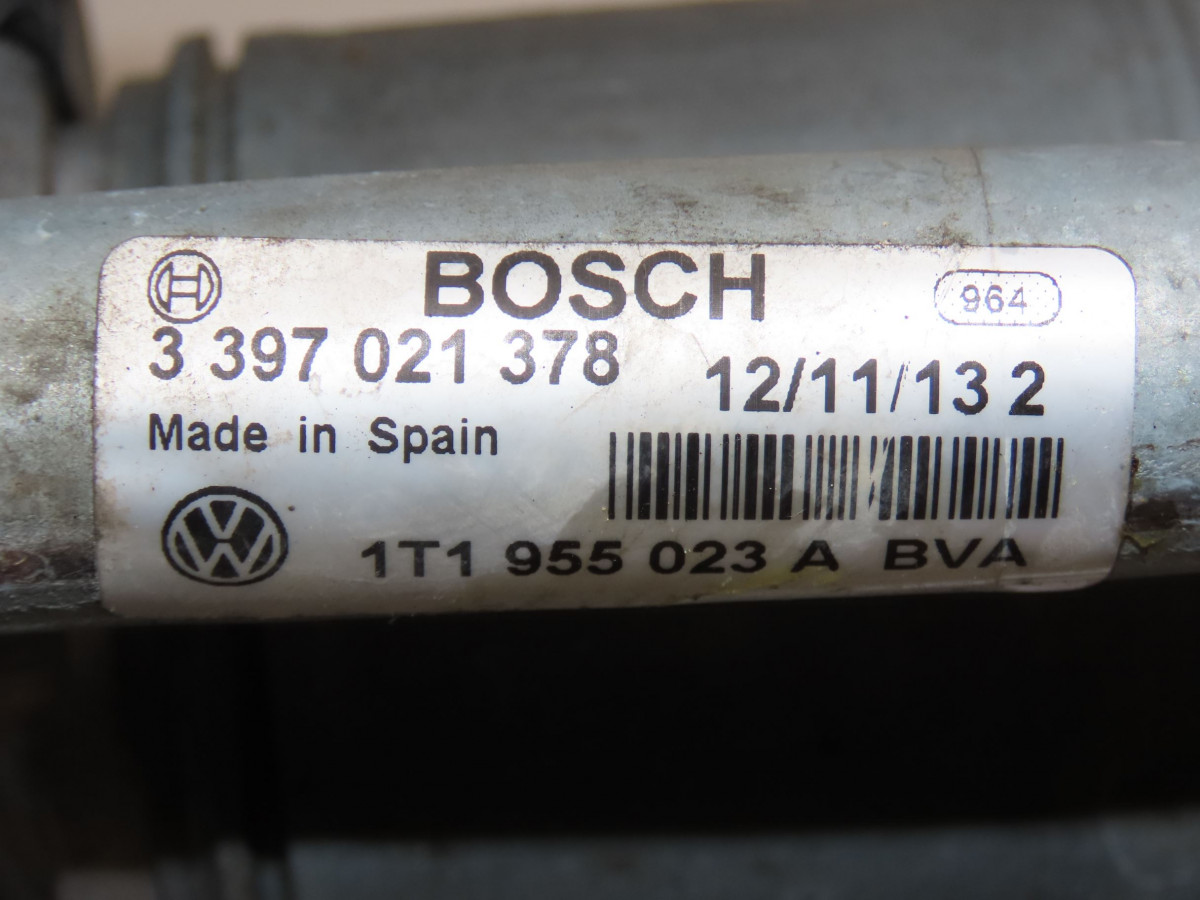 BOSCH
964
3 397 021 378
12/11/13 2
Made in Spain
1T1 955 023 A BVA